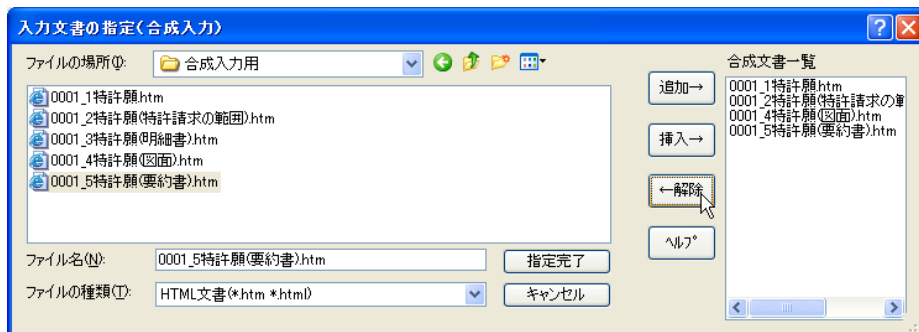 入力文書の指定(合成入力)
ファイルの場所(I):
合成入力用
合成文書一覧
0001_1特許願.htm
0001_2特許願(特許請求の範囲).htm
0001_3特許願(明細書).htm
0001_4特許願(図面).htm
0001_5特許願(要約書).htm
追加→
挿入→
←解除
ヘルプ
0001_1特許願.htm
0001_2特許願(特許請求の範
0001_4特許願(図面).htm
0001_5特許願(要約書).htm
ファイル名(N):
0001_5特許願(要約書).htm
指定完了
ファイルの種類(T):
HTML文書(*.htm *.html)
キャンセル